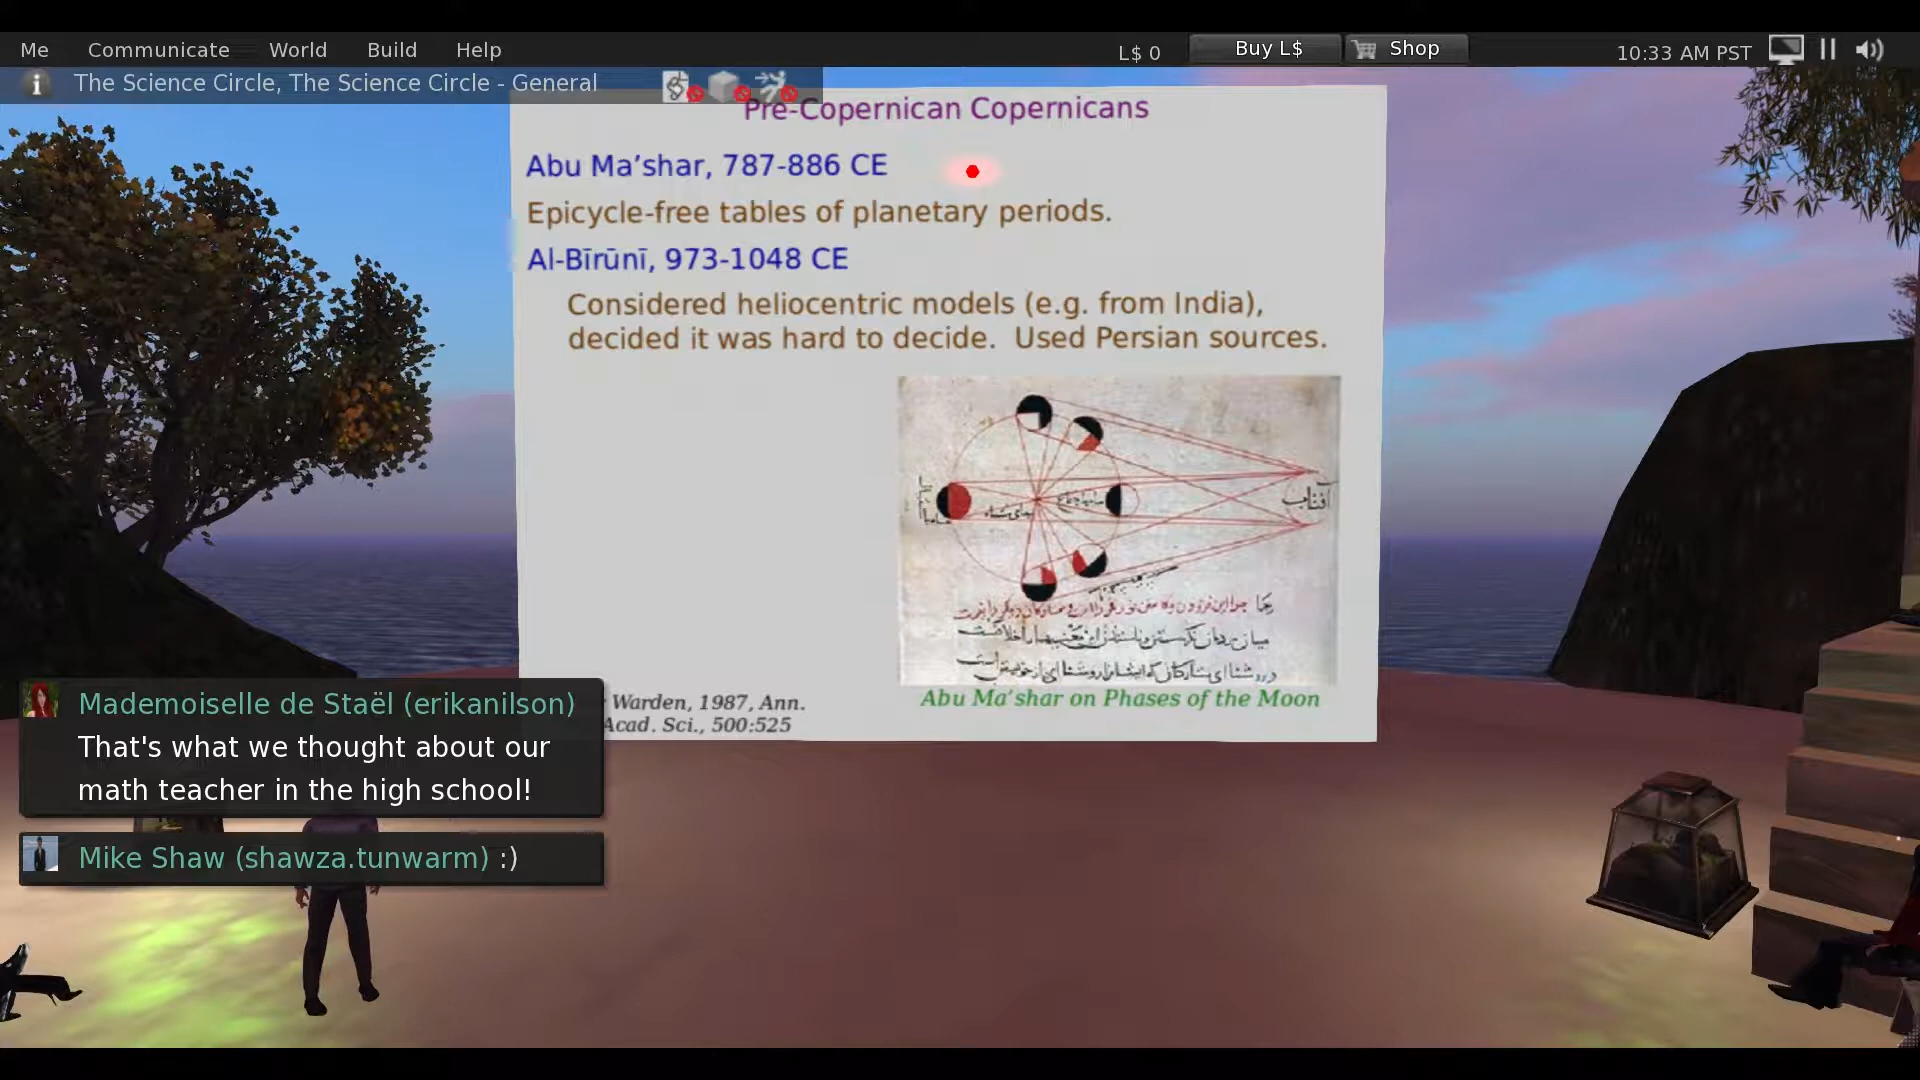 Me Communicate World Build Help
L$ 0 Buy L$ Shop 10:33 AM PST
The Science Circle, The Science Circle - General
Pre-Copernican Copernicans
Abu Ma’shar, 787-886 CE
Epicycle-free tables of planetary periods.
Al-Bīrūnī, 973-1048 CE
Considered heliocentric models (e.g. from India),
decided it was hard to decide. Used Persian sources.
آفتاب
Warden, 1987, Ann.
Acad. Sci., 500:525
Abu Ma’shar on Phases of the Moon
Mademoiselle de Staël (erikanilson)
That's what we thought about our
math teacher in the high school!
Mike Shaw (shawza.tunwarm) :)